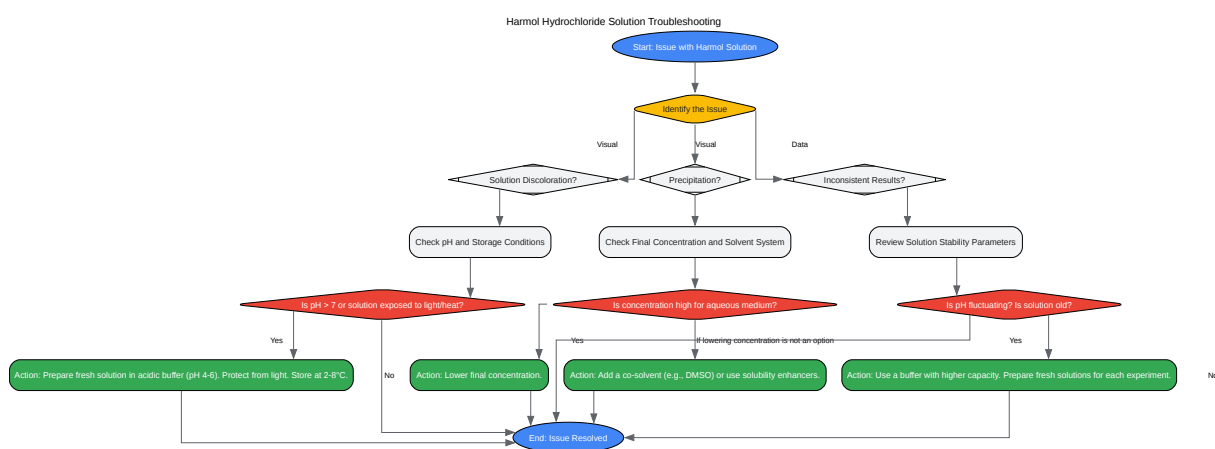 Harmol Hydrochloride Solution Troubleshooting
Start: Issue with Harmol Solution
Identify the Issue
Visual
Visual
Data
Solution Discoloration?
Precipitation?
Inconsistent Results?
Check pH and Storage Conditions
Check Final Concentration and Solvent System
Review Solution Stability Parameters
Is pH > 7 or solution exposed to light/heat?
Is concentration high for aqueous medium?
Is pH fluctuating? Is solution old?
Yes
Yes
If lowering concentration is not an option
Yes
Action: Prepare fresh solution in acidic buffer (pH 4-6). Protect from light. Store at 2-8°C.
No
Action: Lower final concentration.
Action: Add a co-solvent (e.g., DMSO) or use solubility enhancers.
Action: Use a buffer with higher capacity. Prepare fresh solutions for each experiment.
End: Issue Resolved